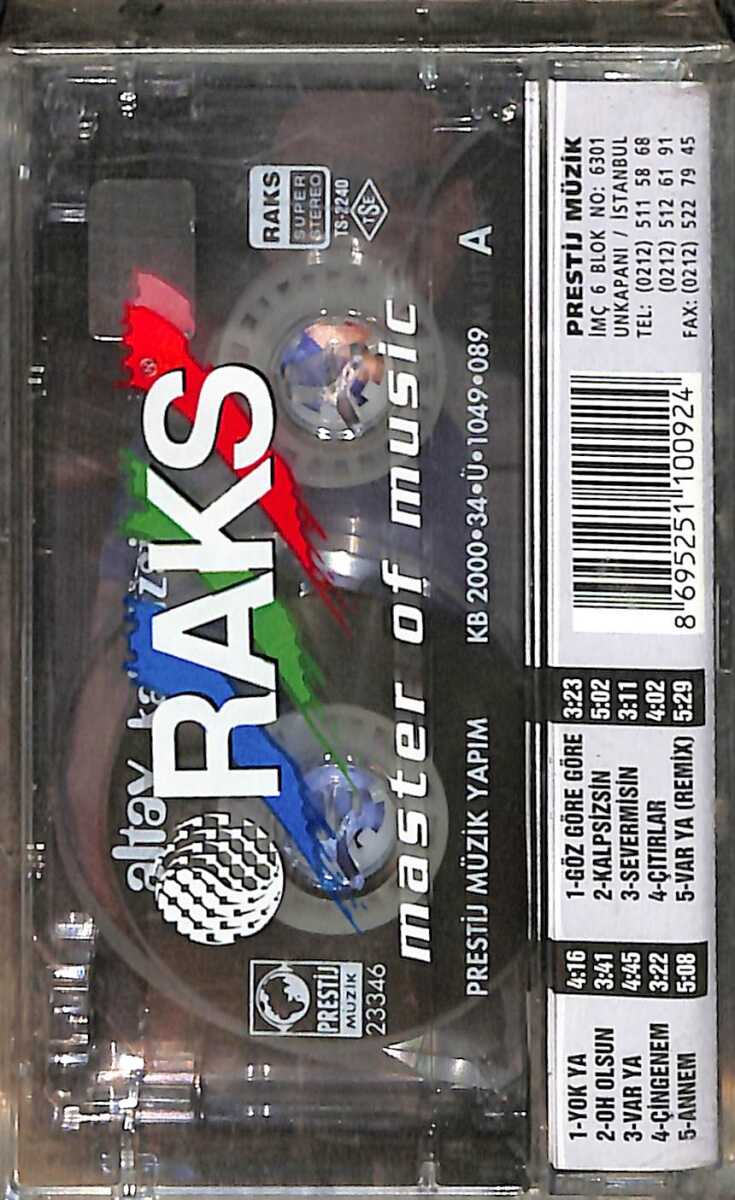 altay
RAKS
®
master of music
RAKS
SUPER
STEREO
TS-2240
TSE
PRESTİJ
MÜZİK
23346
PRESTİJ MÜZİK YAPIM
KB 2000•34•Ü•1049•089
A
1-YOK YA 4:16
2-OH OLSUN 3:41
3-VAR YA 4:45
4-ÇİNGENEM 3:22
5-ANNEM 5:08
1-GÖZ GÖRE GÖRE 3:23
2-KALPSİZSİN 5:02
3-SEVERMİSİN 3:11
4-ÇITIRLAR 4:02
5-VAR YA (REMIX) 5:29
8 695251 100924
PRESTİJ MÜZİK
İMÇ 6 BLOK NO: 6301
UNKAPANI / İSTANBUL
TEL: (0212) 511 58 68
(0212) 512 61 91
FAX: (0212) 522 79 45